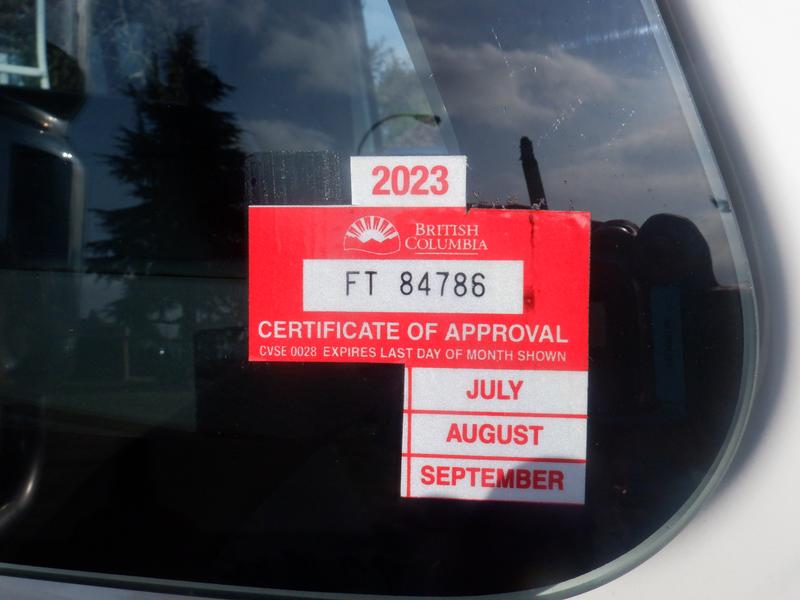 2023
BRITISH
COLUMBIA
FT 84786
CERTIFICATE OF APPROVAL
CVSE 0028 EXPIRES LAST DAY OF MONTH SHOWN
JULY
AUGUST
SEPTEMBER